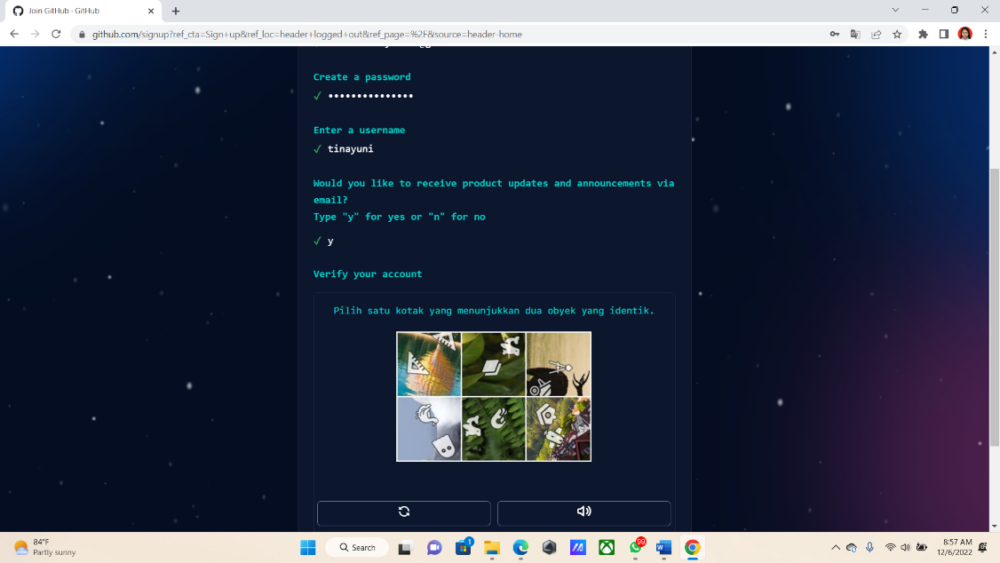 Join GitHub · GitHub
github.com/signup?ref_cta=Sign+up&ref_loc=header+logged+out&ref_page=%2F&source=header-home
Create a password
✓ •••••••••••••••
Enter a username
✓ tinayuni
Would you like to receive product updates and announcements via
email?
Type "y" for yes or "n" for no
✓ y
Verify your account
Pilih satu kotak yang menunjukkan dua obyek yang identik.
84°F
Partly sunny
Search
1
99
W
8:57 AM
12/6/2022